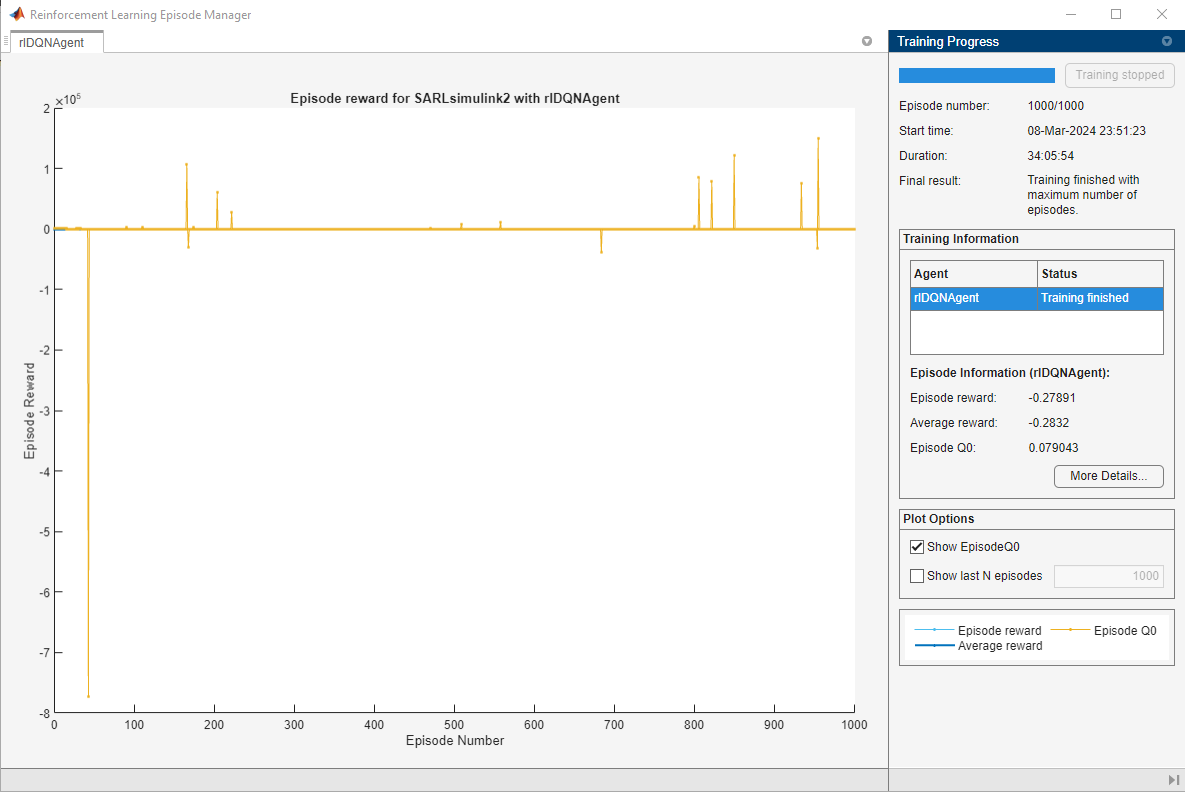 Reinforcement Learning Episode Manager
rlDQNAgent
Episode reward for SARLsimulink2 with rlDQNAgent
×10⁵
2
1
0
-1
-2
-3
-4
-5
-6
-7
-8
Episode Reward
0 100 200 300 400 500 600 700 800 900 1000
Episode Number
Training Progress
Training stopped
Episode number: 1000/1000
Start time: 08-Mar-2024 23:51:23
Duration: 34:05:54
Final result: Training finished with
maximum number of
episodes.
Training Information
Agent Status
rlDQNAgent Training finished
Episode Information (rlDQNAgent):
Episode reward: -0.27891
Average reward: -0.2832
Episode Q0: 0.079043
More Details...
Plot Options
Show EpisodeQ0
Show last N episodes 1000
Episode reward Episode Q0
Average reward